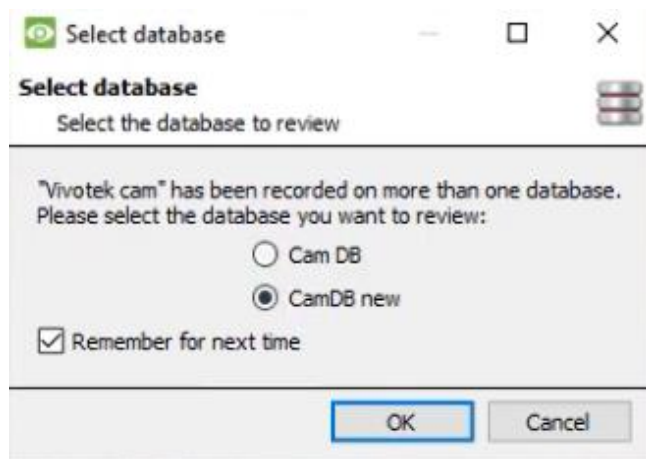 Select database
Select database
Select the database to review
"Vivotek cam" has been recorded on more than one database.
Please select the database you want to review:
Cam DB
CamDB new
Remember for next time
OK
Cancel